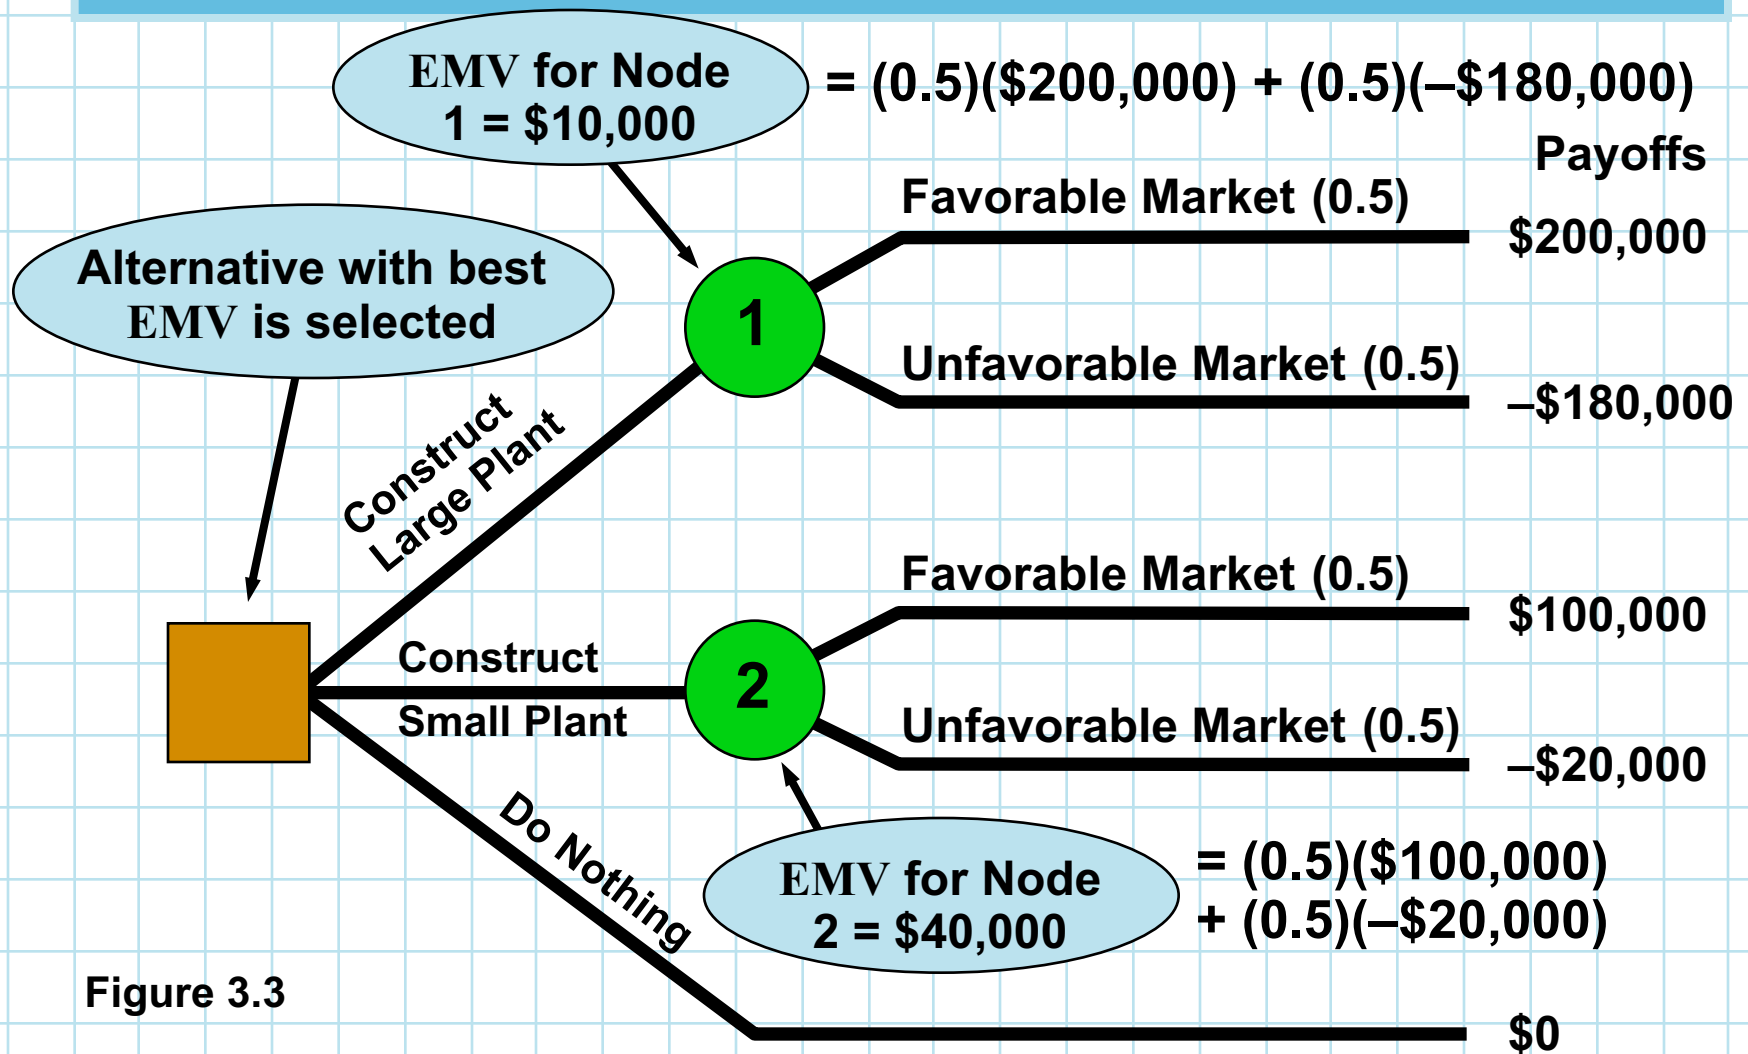 EMV for Node
1 = $10,000
= (0.5)($200,000) + (0.5)(–$180,000)
Payoffs
Favorable Market (0.5)
$200,000
Alternative with best
EMV is selected
1
Unfavorable Market (0.5)
–$180,000
Construct
Large Plant
Favorable Market (0.5)
$100,000
Construct
Small Plant
2
Unfavorable Market (0.5)
–$20,000
Do Nothing
EMV for Node
2 = $40,000
= (0.5)($100,000)
+ (0.5)(–$20,000)
Figure 3.3
$0